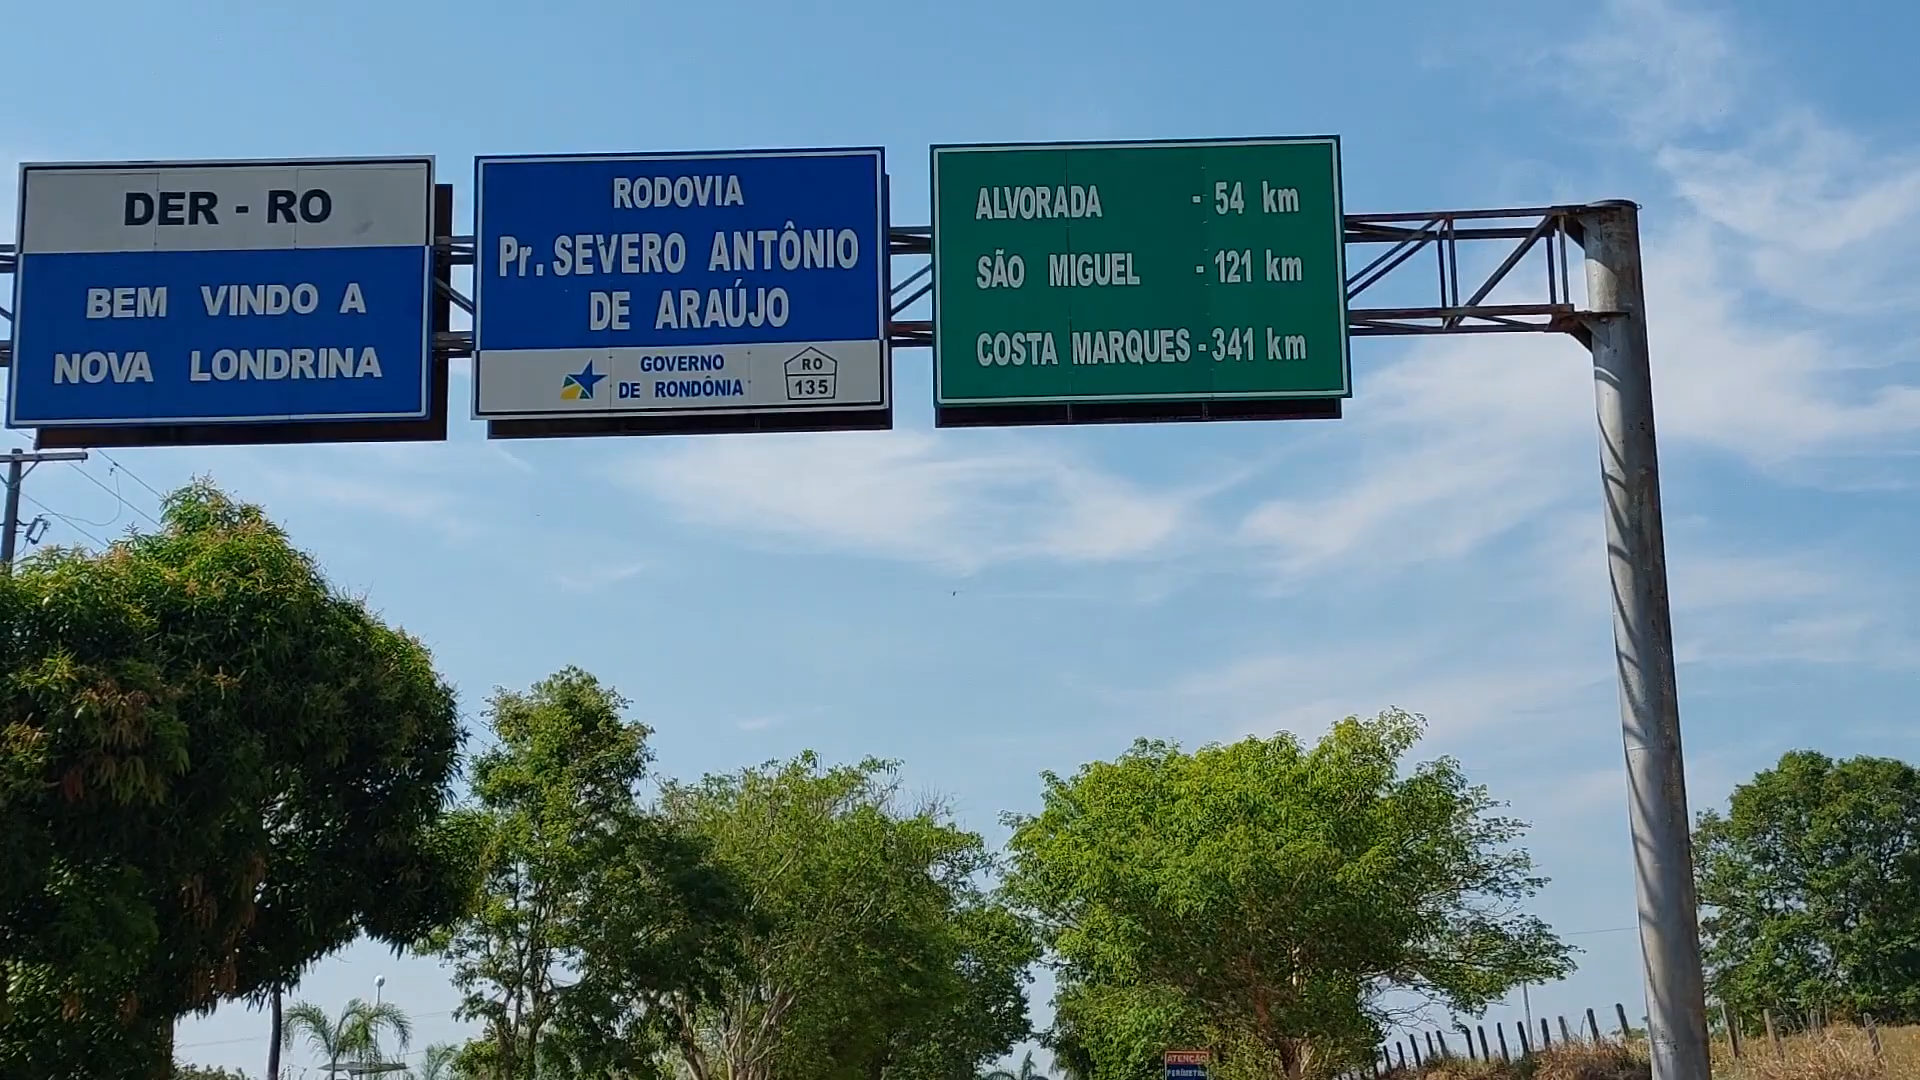 DER - RO
BEM VINDO A
NOVA LONDRINA
RODOVIA
Pr. SEVERO ANTÔNIO
DE ARAÚJO
GOVERNO
DE RONDÔNIA
RO
135
ALVORADA - 54 km
SÃO MIGUEL - 121 km
COSTA MARQUES - 341 km
ATENÇÃO
PERÍMETRO